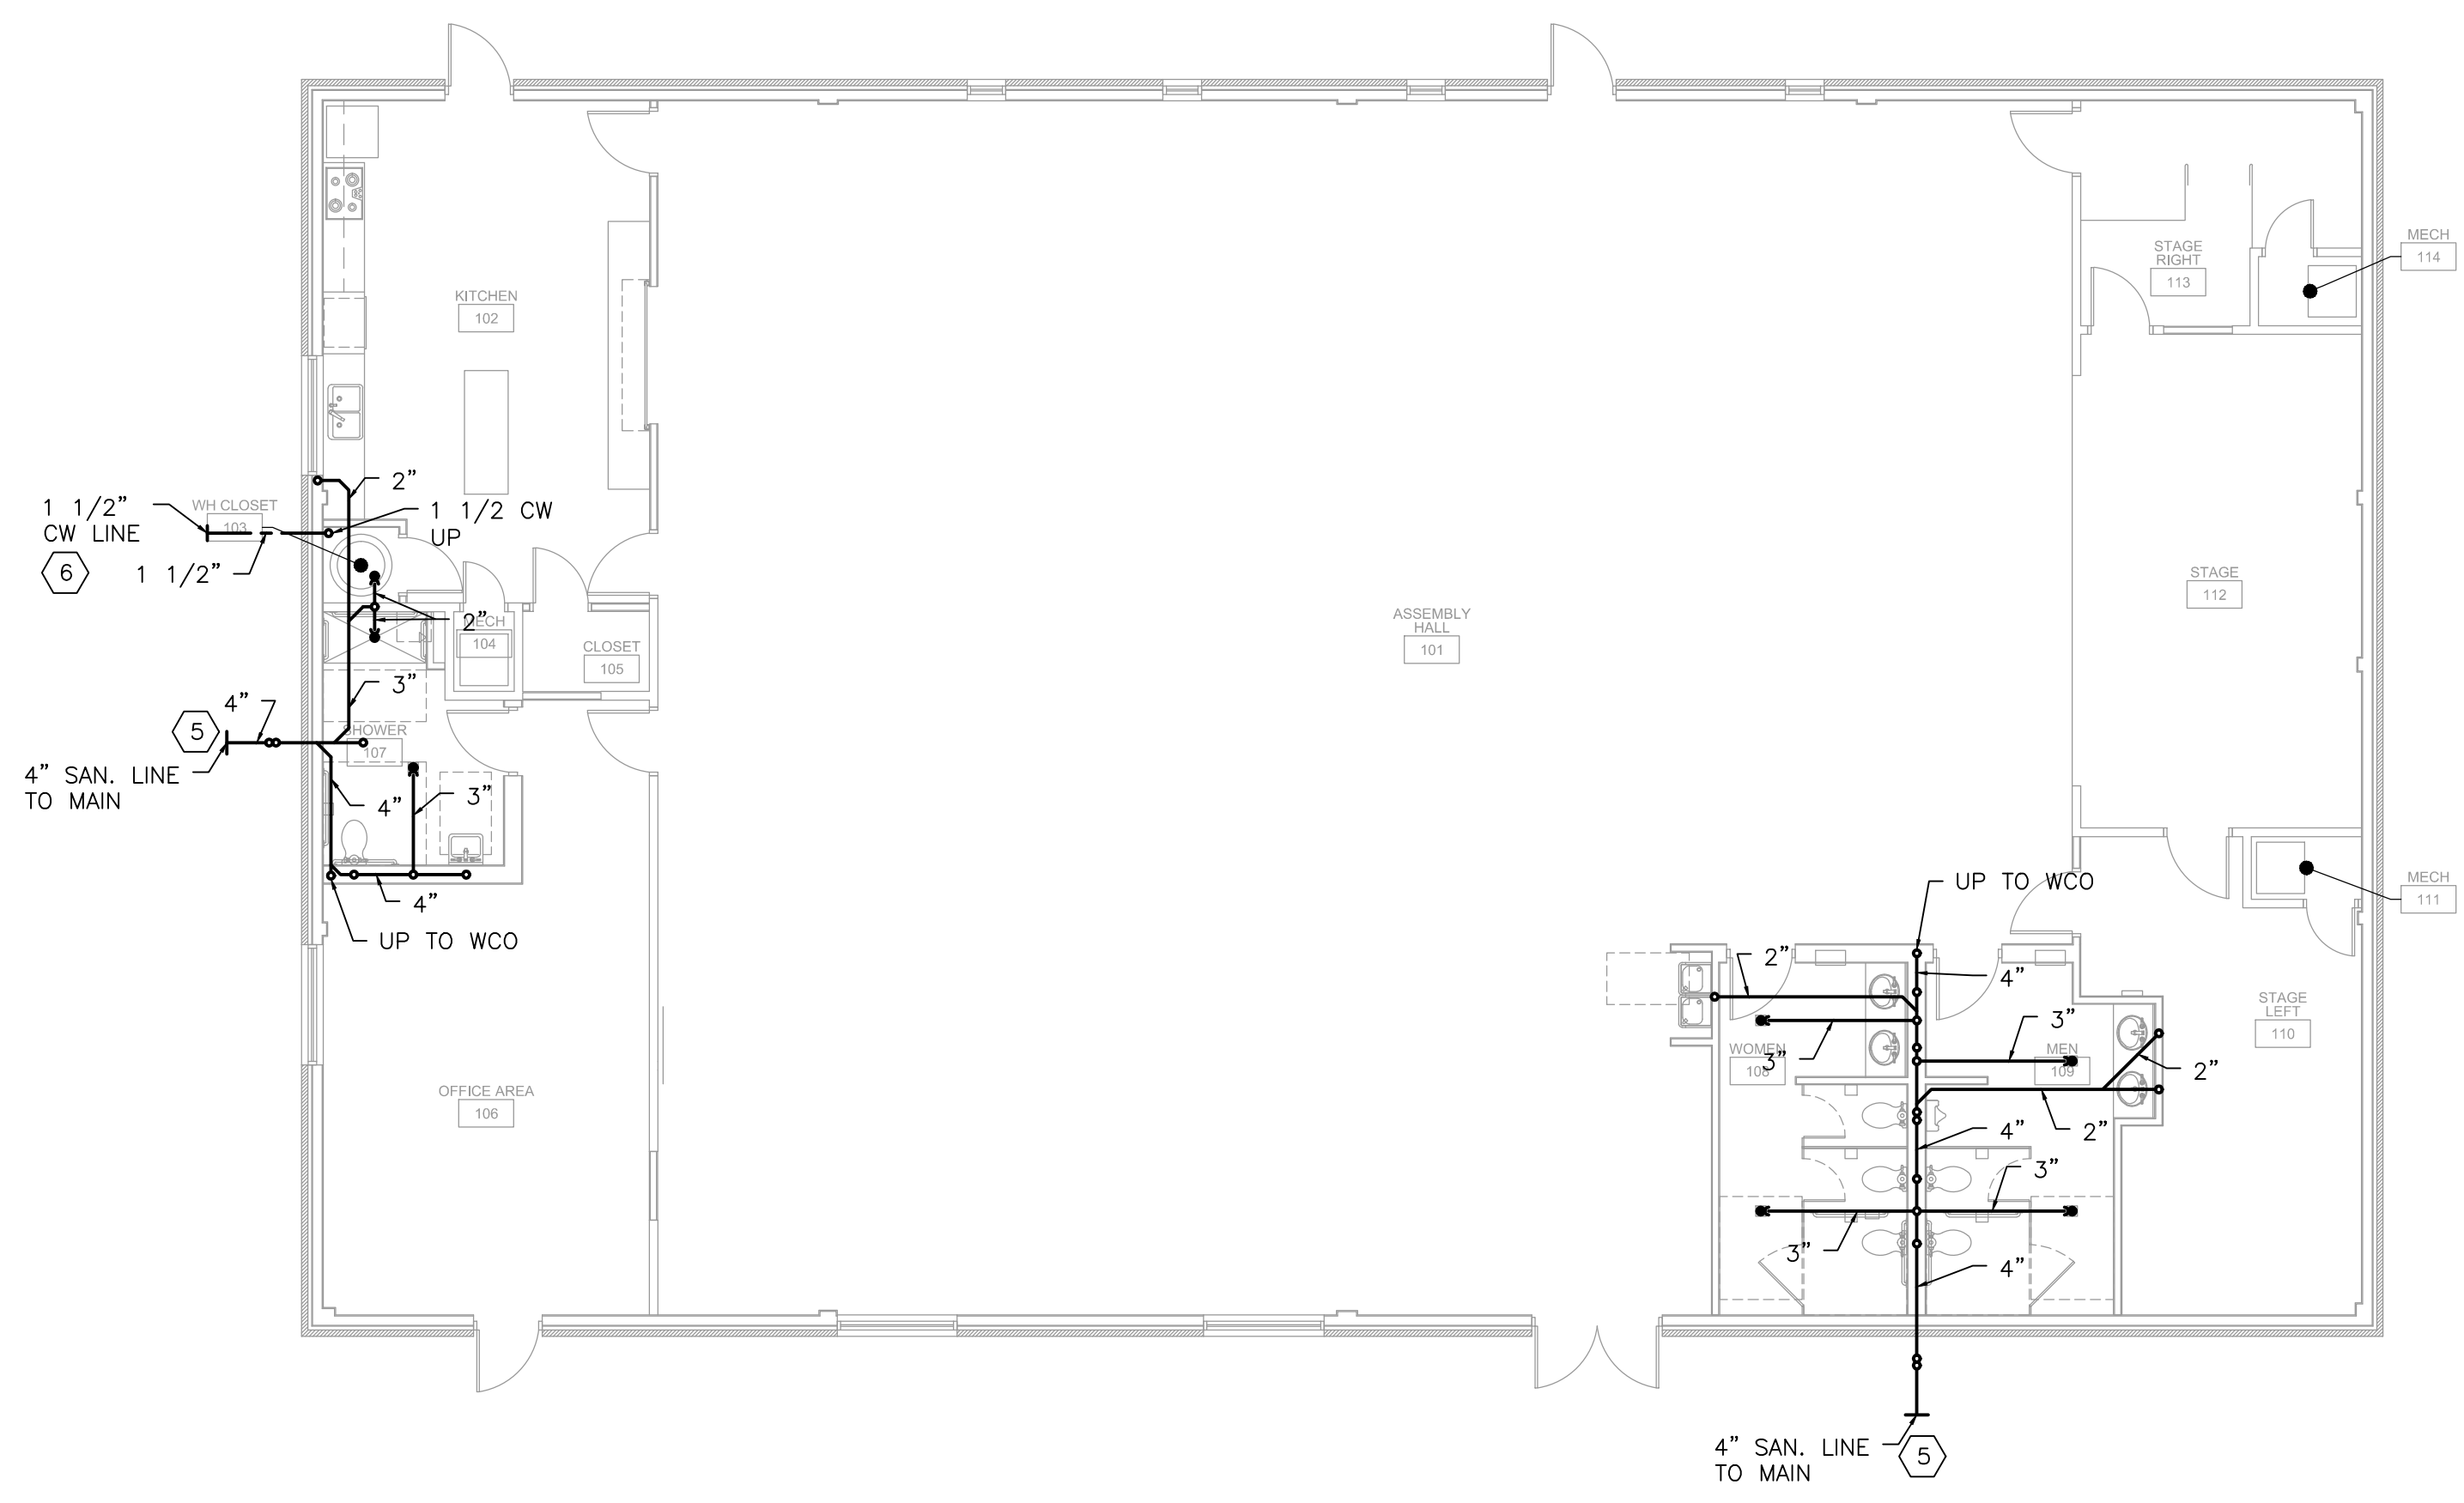 MECH
114
STAGE
RIGHT
113
KITCHEN
102
2”
1 1/2”
CW LINE
6
WH CLOSET
103
1 1/2”
1 1/2 CW
UP
2”
MECH
104
CLOSET
105
ASSEMBLY
HALL
101
STAGE
112
3”
4”
5
SHOWER
107
4” SAN. LINE
TO MAIN
4”
3”
4”
UP TO WCO
UP TO WCO
MECH
111
2”
4”
STAGE
LEFT
110
3”
WOMEN
108
3”
MEN
109
2”
OFFICE AREA
106
4”
2”
3”
3”
4”
4” SAN. LINE
TO MAIN
5